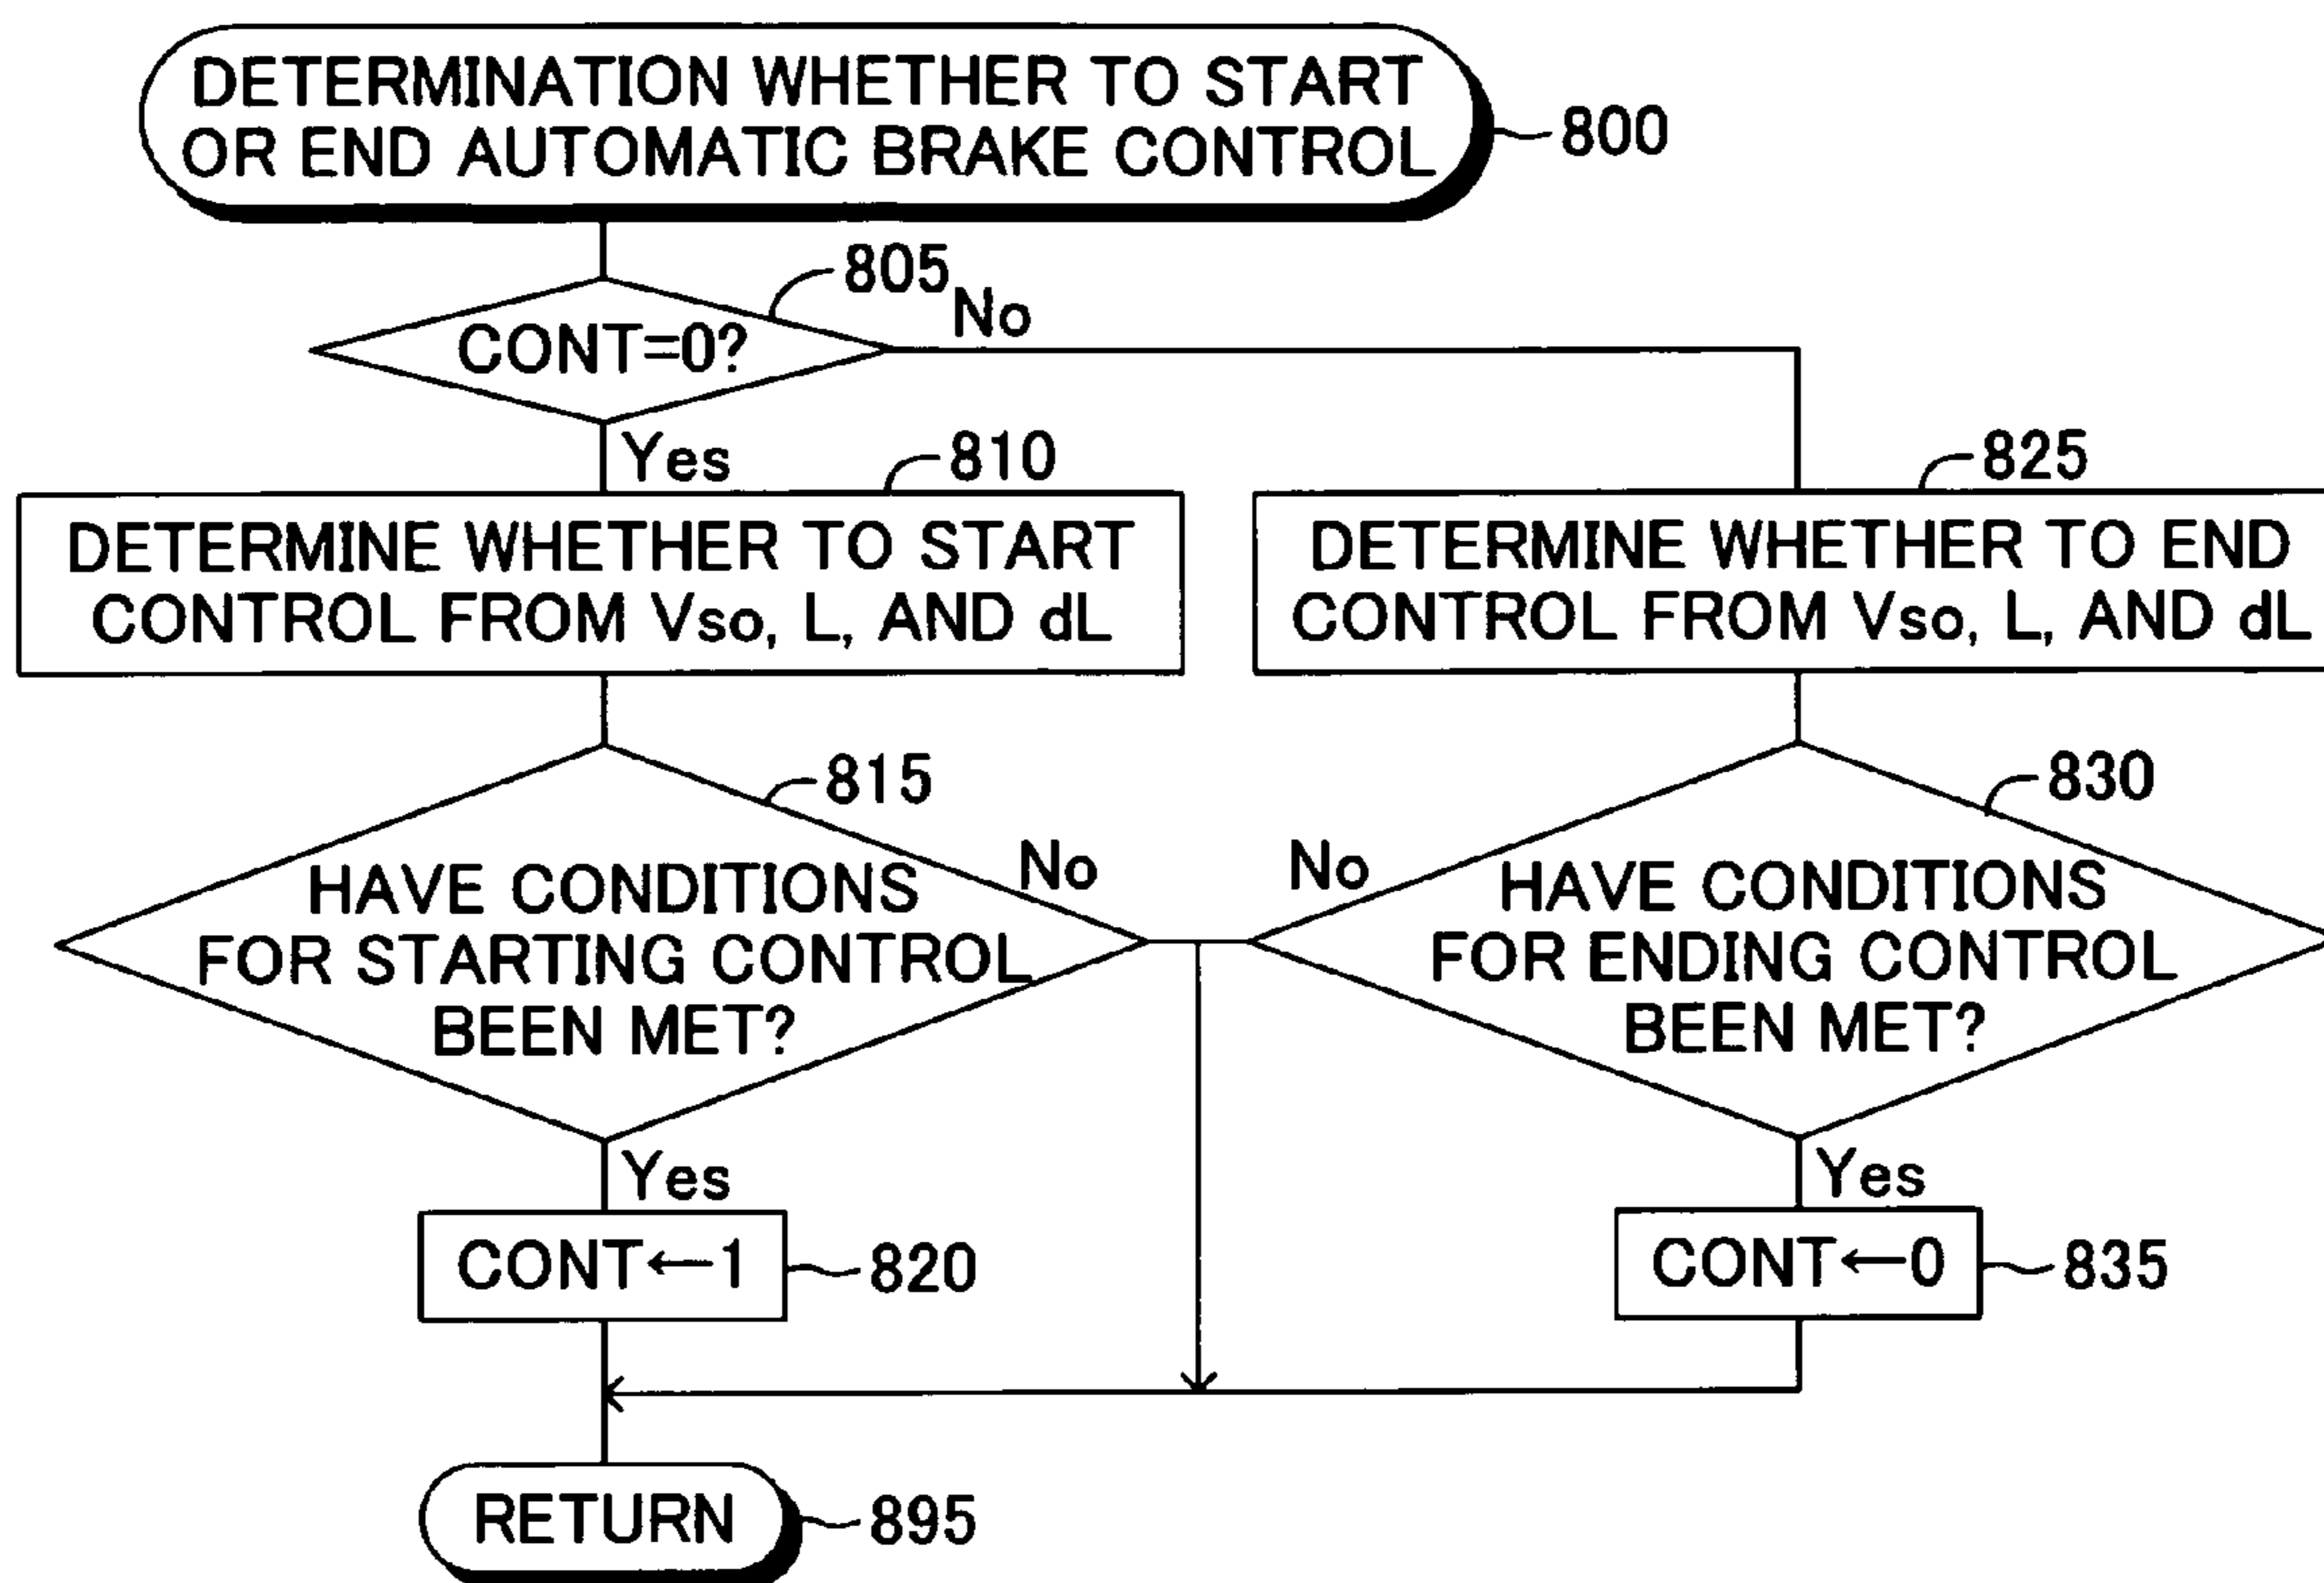 DETERMINATION WHETHER TO START
OR END AUTOMATIC BRAKE CONTROL
800
805
CONT=0?
No
Yes
810
DETERMINE WHETHER TO START
CONTROL FROM Vso, L, AND dL
825
DETERMINE WHETHER TO END
CONTROL FROM Vso, L, AND dL
815
HAVE CONDITIONS
FOR STARTING CONTROL
BEEN MET?
No
830
No
HAVE CONDITIONS
FOR ENDING CONTROL
BEEN MET?
Yes
CONT←1
820
Yes
CONT←0
835
RETURN
895